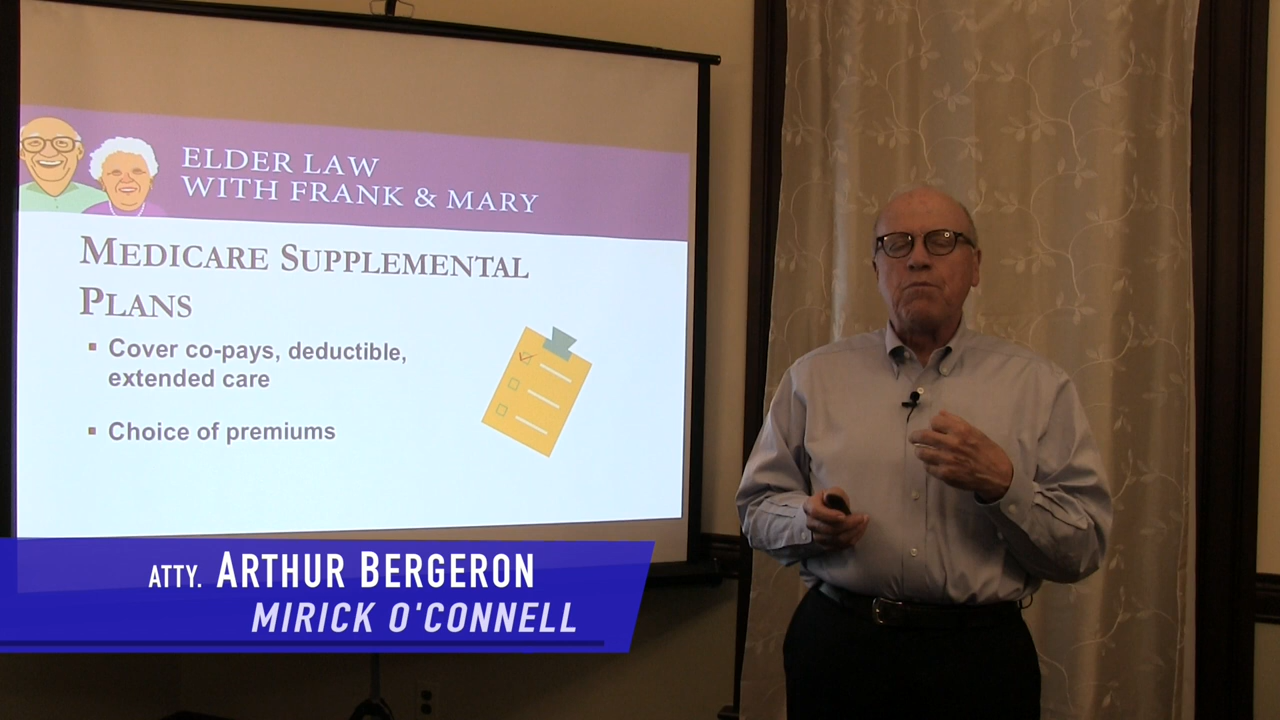 ELDER LAW
WITH FRANK & MARY
MEDICARE SUPPLEMENTAL
PLANS
Cover co-pays, deductible,
extended care
Choice of premiums
ATTY. ARTHUR BERGERON
MIRICK O'CONNELL